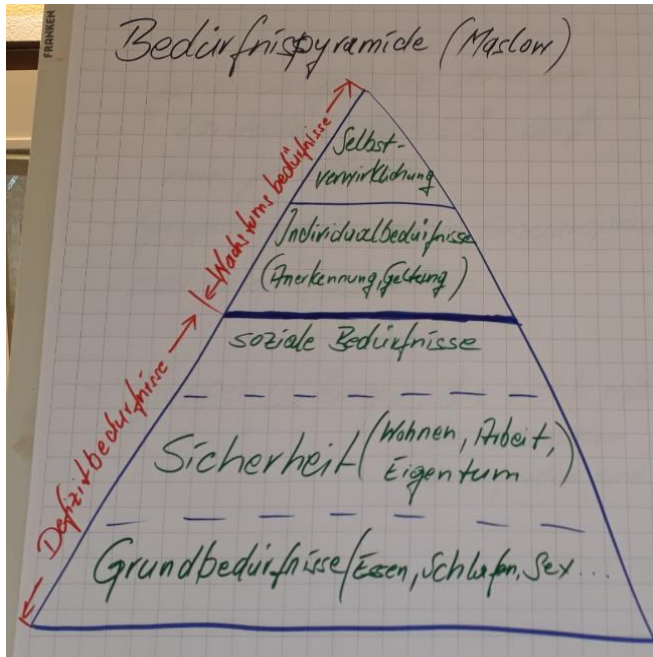 FRANKEN
Bedürfnispyramide (Maslow)
Selbst-
verwirklichung
Individualbedürfnisse
(Anerkennung, Geltung)
soziale Bedürfnisse
Sicherheit (Wohnen, Arbeit,
Eigentum)
Grundbedürfnisse/Essen, Schlafen, Sex...
Wachstumsbedürfnisse
Defizitbedürfnisse